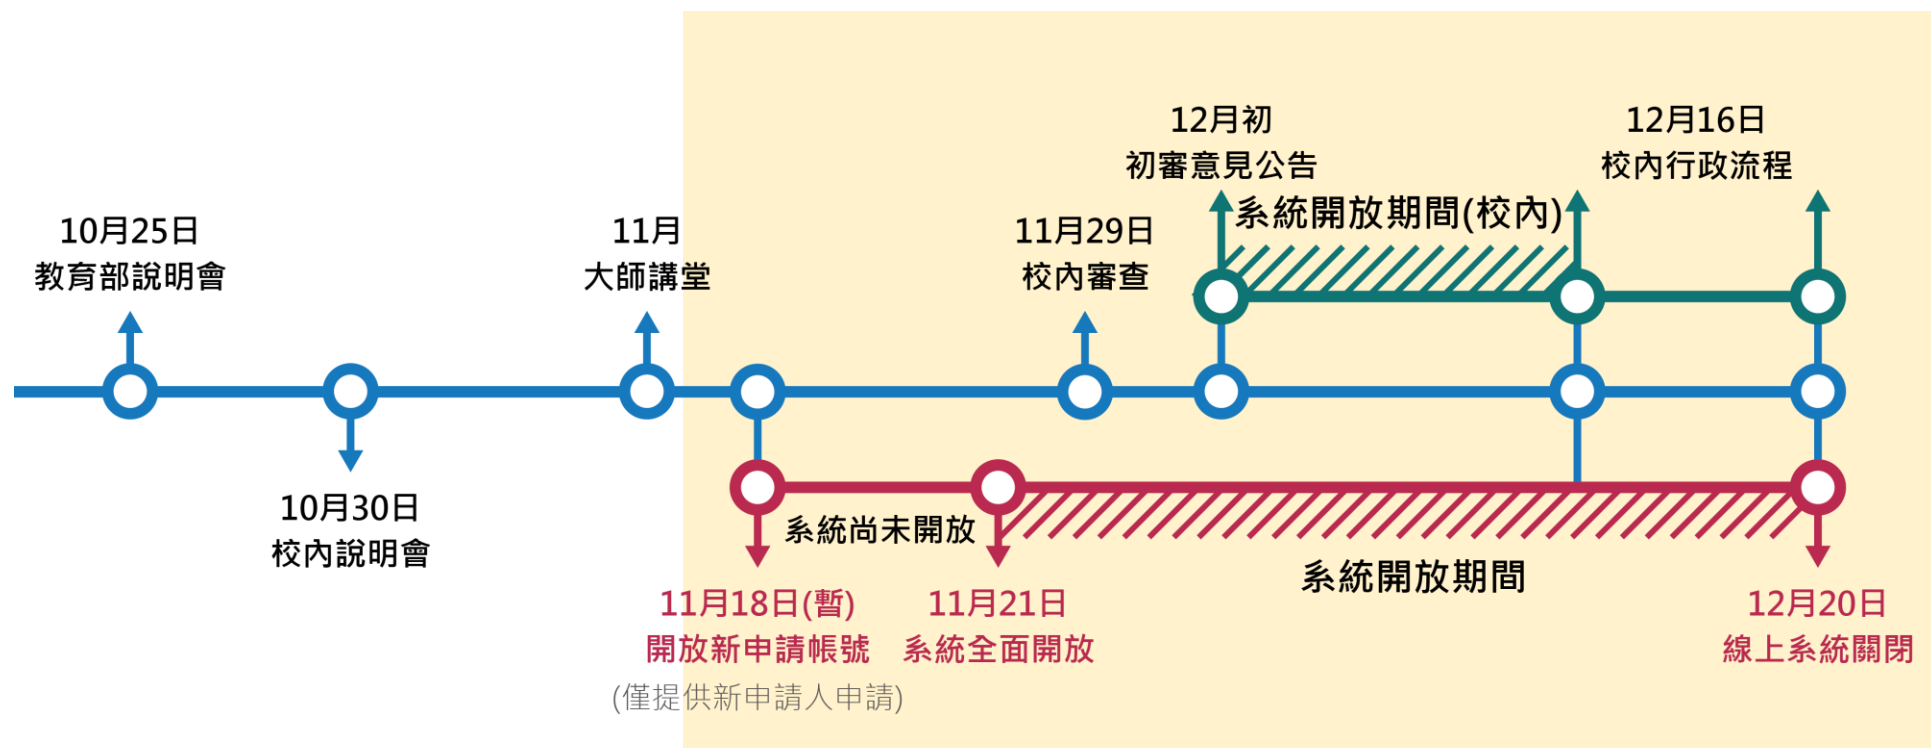 10月25日
教育部說明會
10月30日
校內說明會
11月
大師講堂
11月29日
校內審查
12月初
初審意見公告
系統開放期間(校內)
12月16日
校內行政流程
系統尚未開放
系統開放期間
11月18日(暫)
開放新申請帳號
(僅提供新申請人申請)
11月21日
系統全面開放
12月20日
線上系統關閉